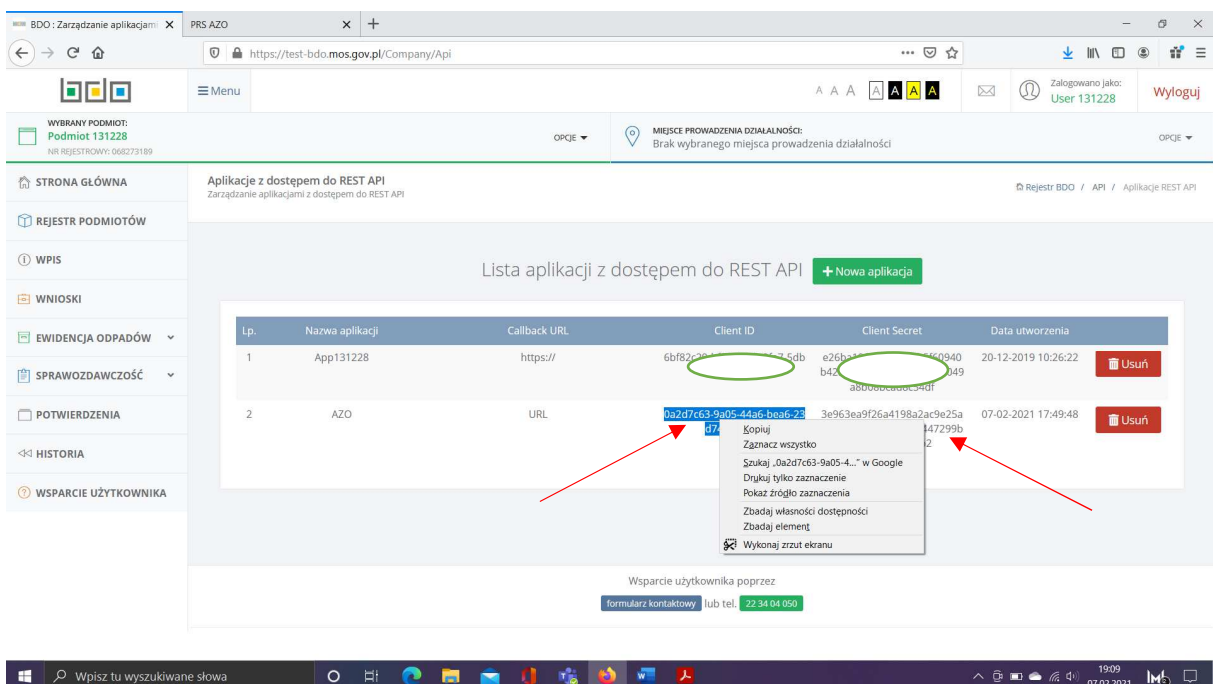 BDO : Zarządzanie aplikacjami
PRS AZO
https://test-bdo.mos.gov.pl/Company/Api
bdo
Menu
A A A A A A A
Zalogowano jako:
User 131228
Wyloguj
WYBRANY PODMIOT:
Podmiot 131228
NR REJESTROWY: 068273189
OPCJE
MIEJSCE PROWADZENIA DZIAŁALNOŚCI:
Brak wybranego miejsca prowadzenia działalności
OPCJE
STRONA GŁÓWNA
REJESTR PODMIOTÓW
WPIS
WNIOSKI
EWIDENCJA ODPADÓW
SPRAWOZDAWCZOŚĆ
POTWIERDZENIA
HISTORIA
WSPARCIE UŻYTKOWNIKA
Aplikacje z dostępem do REST API
Zarządzanie aplikacjami z dostępem do REST API
Rejestr BDO / API / Aplikacje REST API
Lista aplikacji z dostępem do REST API
+ Nowa aplikacja
Lp. Nazwa aplikacji Callback URL Client ID Client Secret Data utworzenia
1 App131228 https:// 20-12-2019 10:26:22 Usuń
2 AZO URL 0a2d7c63-9a05-44a6-bea6-23 3e963ea9f26a4198a2ac9e25a 07-02-2021 17:49:48 Usuń
447299b
Kopiuj
Zaznacz wszystko
Szukaj „0a2d7c63-9a05-4...” w Google
Drukuj tylko zaznaczenie
Pokaż źródło zaznaczenia
Zbadaj własności dostępności
Zbadaj element
Wykonaj zrzut ekranu
Wsparcie użytkownika poprzez
formularz kontaktowy lub tel. 22 34 04 050
Wpisz tu wyszukiwane słowa
19:09
07.02.2021